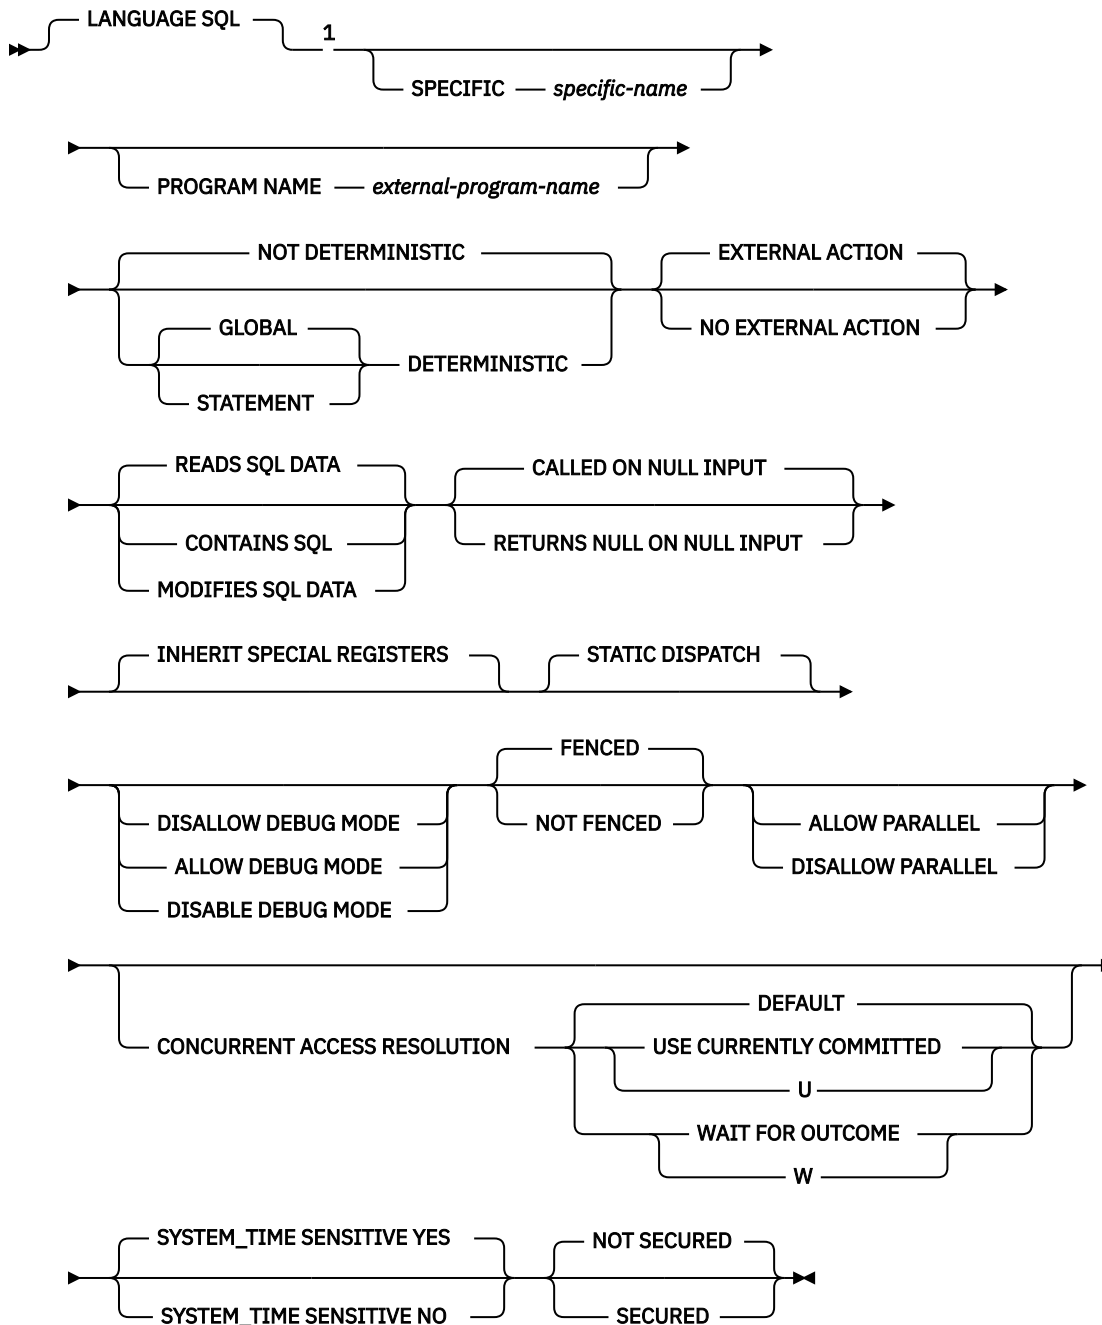 LANGUAGE SQL
1
SPECIFIC specific-name
PROGRAM NAME external-program-name
NOT DETERMINISTIC EXTERNAL ACTION
GLOBAL NO EXTERNAL ACTION
DETERMINISTIC
STATEMENT
READS SQL DATA CALLED ON NULL INPUT
CONTAINS SQL RETURNS NULL ON NULL INPUT
MODIFIES SQL DATA
INHERIT SPECIAL REGISTERS STATIC DISPATCH
FENCED
DISALLOW DEBUG MODE NOT FENCED ALLOW PARALLEL
ALLOW DEBUG MODE DISALLOW PARALLEL
DISABLE DEBUG MODE
DEFAULT
CONCURRENT ACCESS RESOLUTION USE CURRENTLY COMMITTED
U
WAIT FOR OUTCOME
W
SYSTEM_TIME SENSITIVE YES NOT SECURED
SYSTEM_TIME SENSITIVE NO SECURED